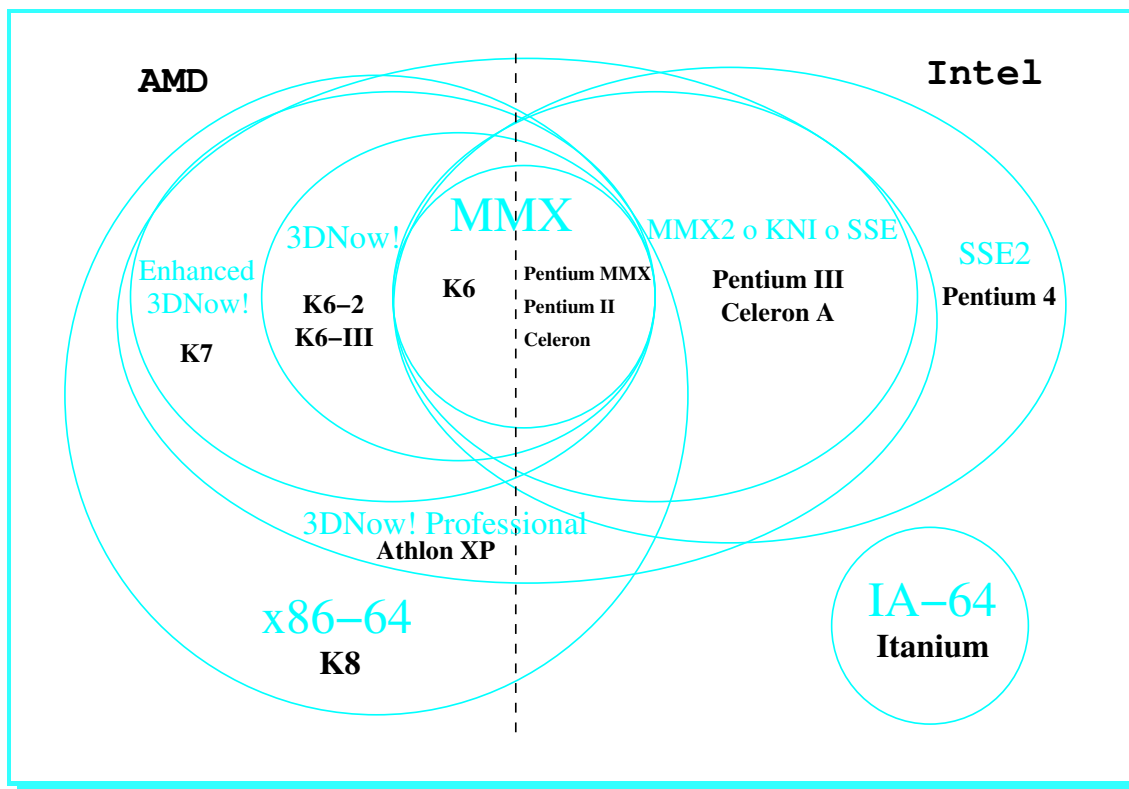 AMD
Intel
MMX
3DNow!
MMX2 o KNI o SSE
SSE2
Enhanced
3DNow!
K6
Pentium MMX
Pentium II
Celeron
Pentium III
Celeron A
Pentium 4
K6−2
K6−III
K7
3DNow! Professional
Athlon XP
x86−64
K8
IA−64
Itanium